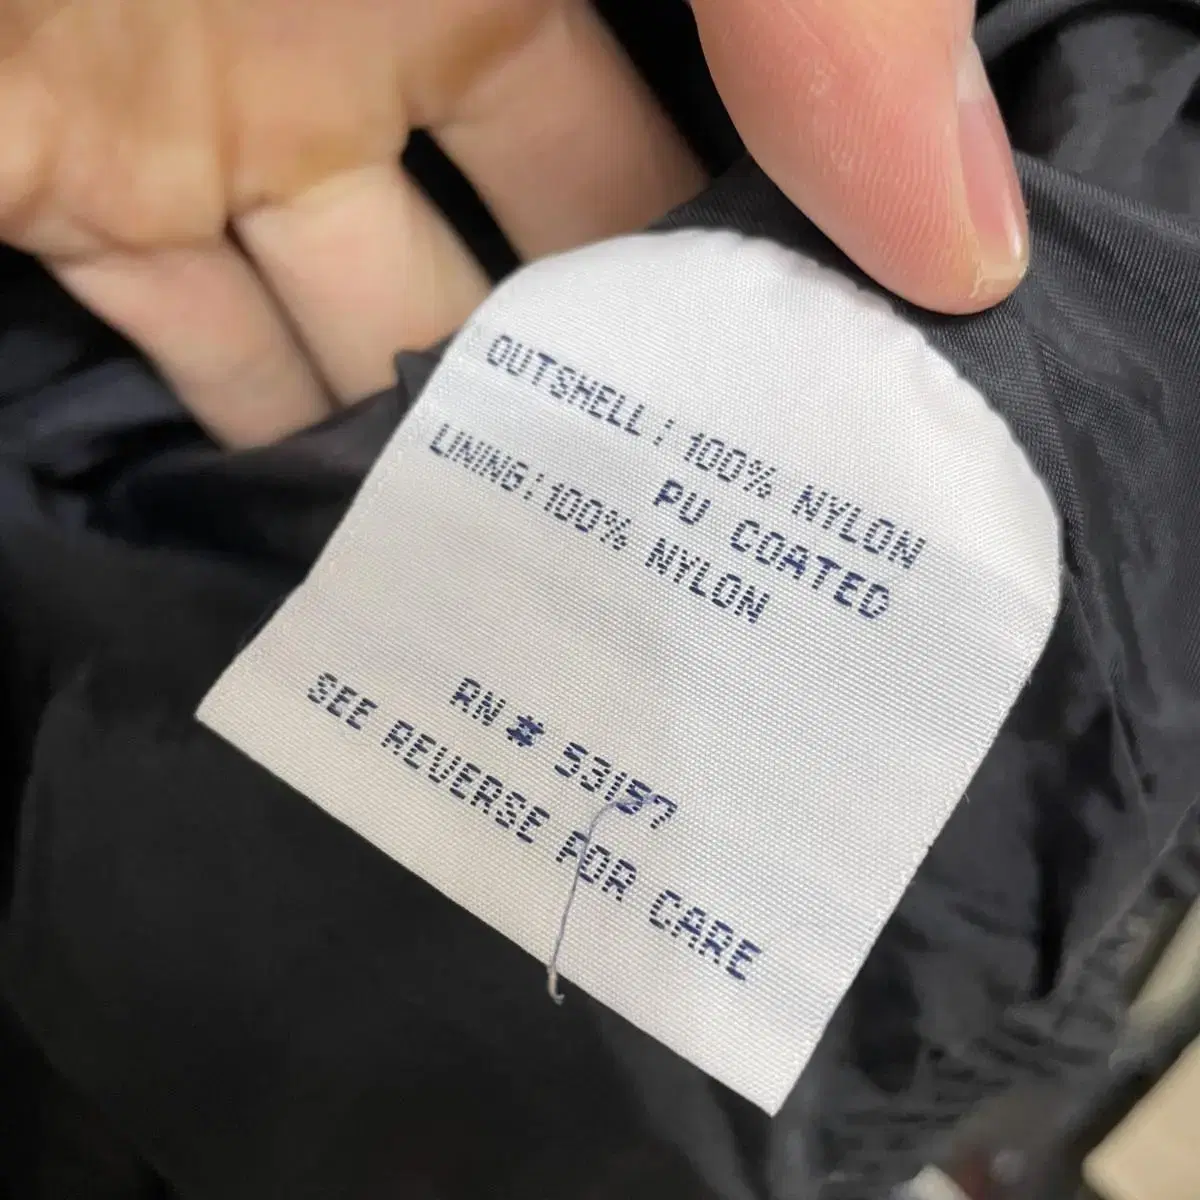 OUTSHELL: 100% NYLON
PU COATED
LINING: 100% NYLON
RN # 53157
SEE REVERSE FOR CARE